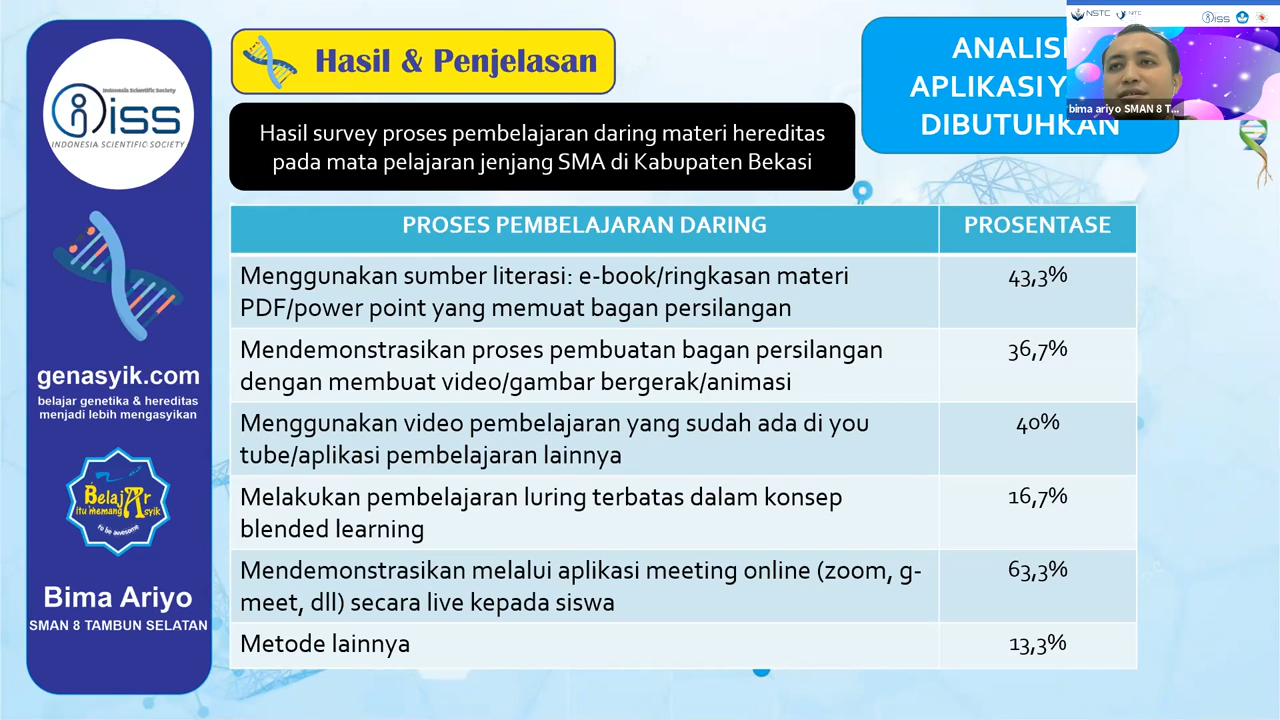 Indonesia Scientific Society
iss
INDONESIA SCIENTIFIC SOCIETY
genasyik.com
belajar genetika & hereditas
menjadi lebih mengasyikan
BelajAr
itu memang Asyik
to be awesome
Bima Ariyo
SMAN 8 TAMBUN SELATAN
Hasil & Penjelasan
Hasil survey proses pembelajaran daring materi hereditas
pada mata pelajaran jenjang SMA di Kabupaten Bekasi
ANALISI
APLIKASI Y
DIBUTUHKAN
NSTC
NITC
iss
bima ariyo SMAN 8 T...
PROSES PEMBELAJARAN DARING PROSENTASE
Menggunakan sumber literasi: e-book/ringkasan materi 43,3%
PDF/power point yang memuat bagan persilangan
Mendemonstrasikan proses pembuatan bagan persilangan 36,7%
dengan membuat video/gambar bergerak/animasi
Menggunakan video pembelajaran yang sudah ada di you 40%
tube/aplikasi pembelajaran lainnya
Melakukan pembelajaran luring terbatas dalam konsep 16,7%
blended learning
Mendemonstrasikan melalui aplikasi meeting online (zoom, g- 63,3%
meet, dll) secara live kepada siswa
Metode lainnya 13,3%